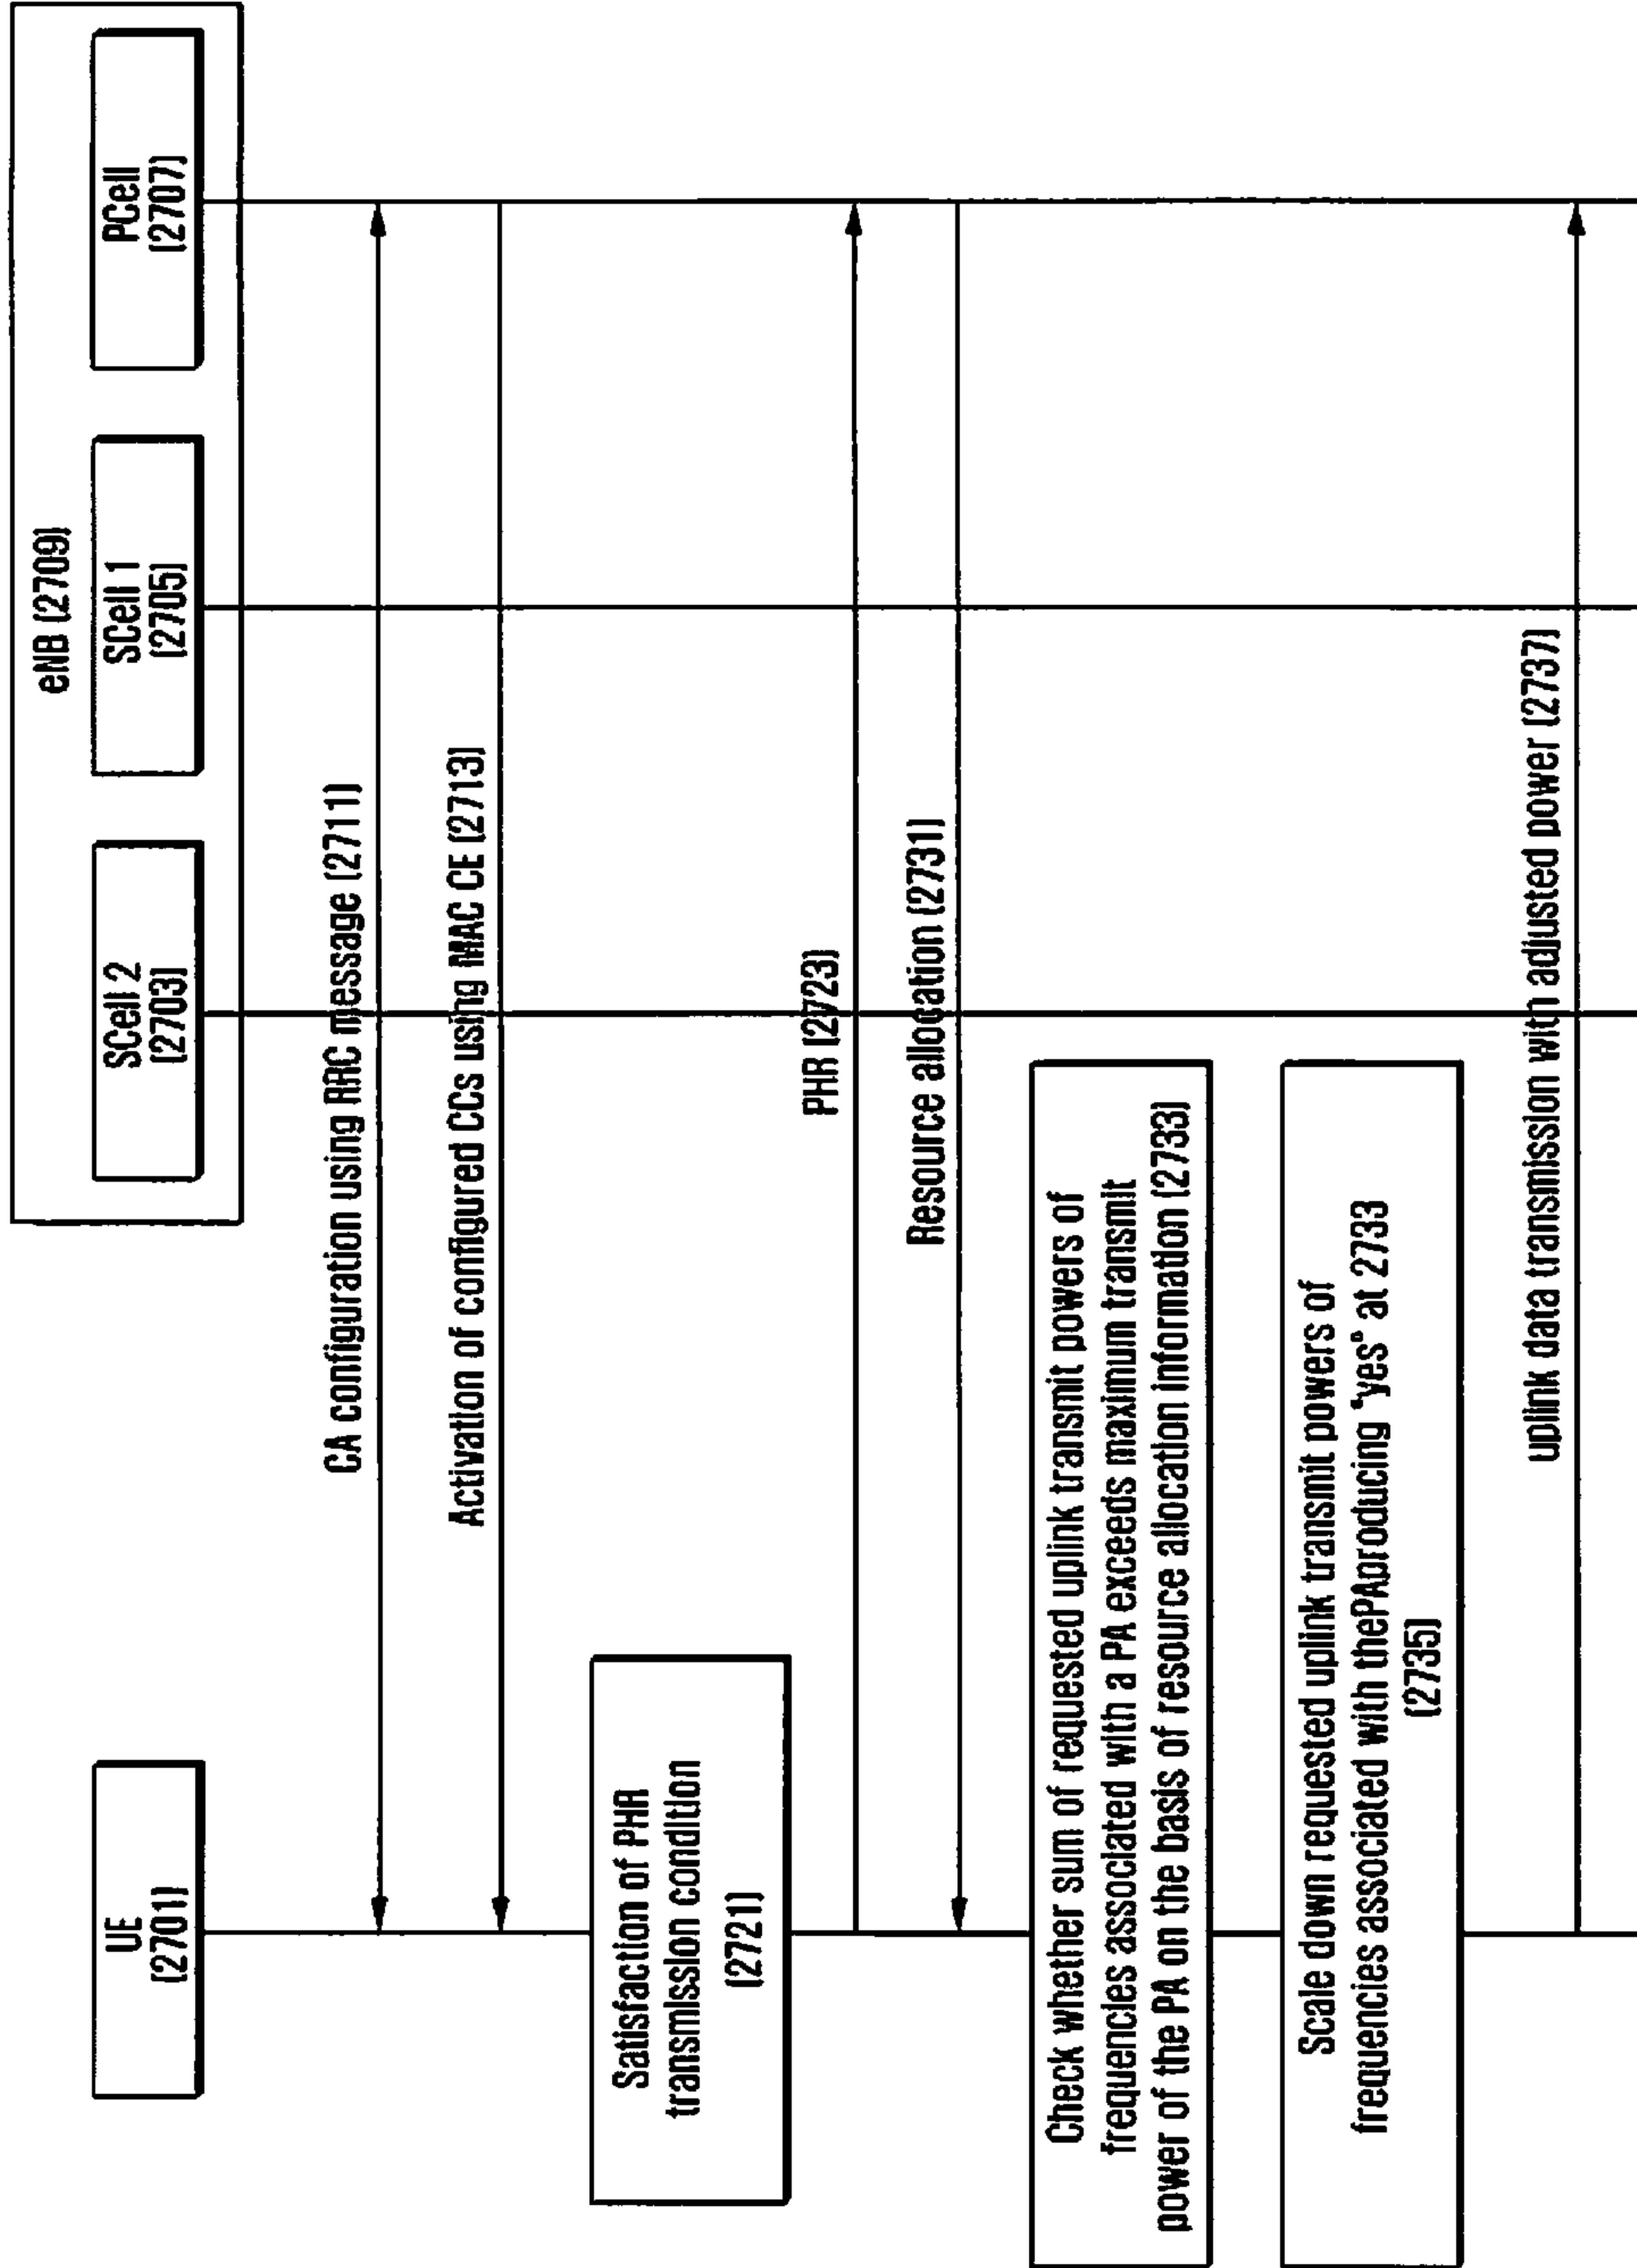 eNB (2709)
UE
(2701)
SCell 2
(2703)
SCell 1
(2705)
PCell
(2707)
CA configuration using RRC message (2711)
Activation of configured CCs using MAC CE (2713)
Satisfaction of PHR
transmission condition
(2721)
PHR (2723)
Resource allocation (2731)
Check whether sum of requested uplink transmit powers of
frequencies associated with a PA exceeds maximum transmit
power of the PA on the basis of resource allocation information (2733)
Scale down requested uplink transmit powers of
frequencies associated with thePAproducing "yes" at 2733
(2735)
uplink data transmission with adjusted power (2737)